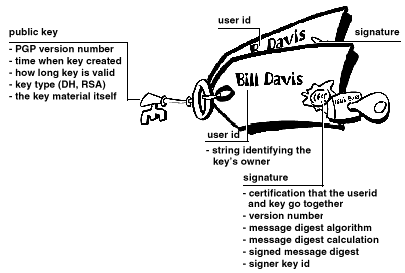 user id
signature
public key
- PGP version number
- time when key created
- how long key is valid
- key type (DH, RSA)
- the key material itself
B Davis
Bill Davis
user id
- string identifying the
key's owner
signature
- certification that the userid
and key go together
- version number
- message digest algorithm
- message digest calculation
- signed message digest
- signer key id